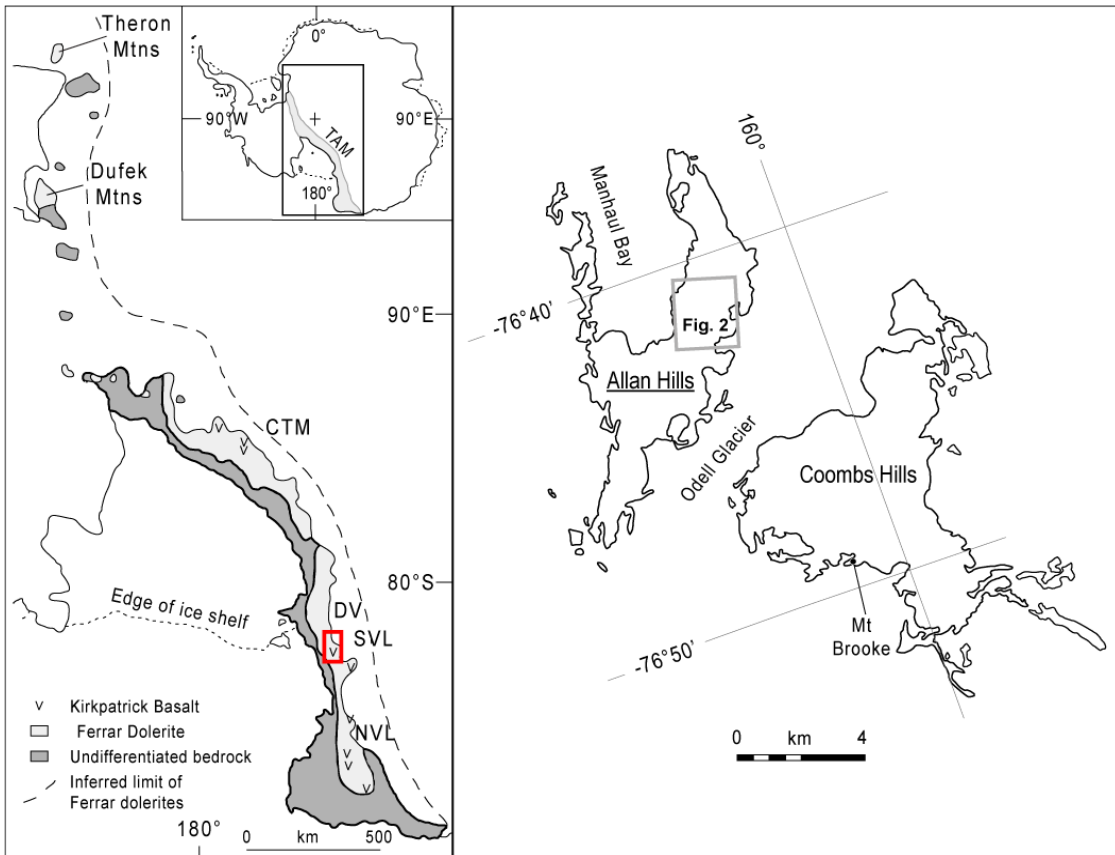 Theron
Mtns
Dufek
Mtns
0°
90°W
90°E
TAM
180°
90°E
CTM
80°S
Edge of ice shelf
DV
SVL
NVL
v Kirkpatrick Basalt
Ferrar Dolerite
Undifferentiated bedrock
Inferred limit of
Ferrar dolerites
180°
0 km 500
160°
Manhaul Bay
-76°40'
Fig. 2
Allan Hills
Odell Glacier
Coombs Hills
Mt
Brooke
-76°50'
0 km 4